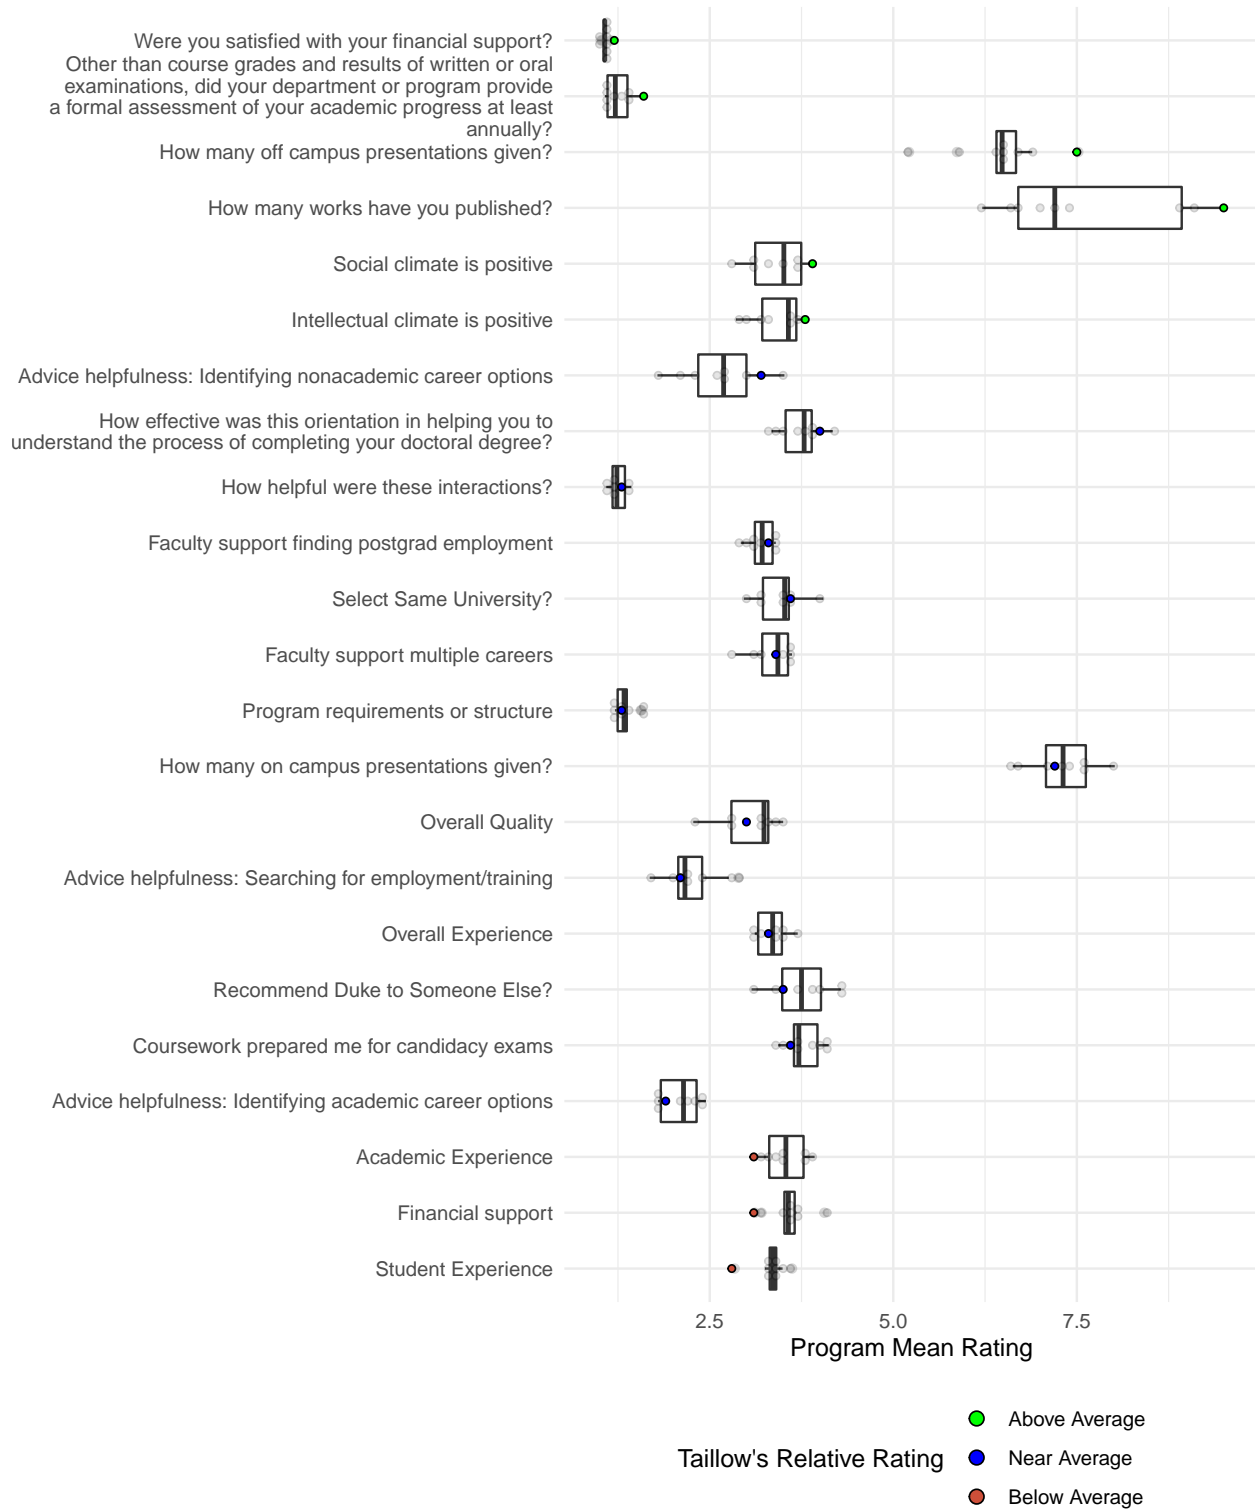 Were you satisfied with your financial support?
Other than course grades and results of written or oral
examinations, did your department or program provide
a formal assessment of your academic progress at least
annually?
How many off campus presentations given?
How many works have you published?
Social climate is positive
Intellectual climate is positive
Advice helpfulness: Identifying nonacademic career options
How effective was this orientation in helping you to
understand the process of completing your doctoral degree?
How helpful were these interactions?
Faculty support finding postgrad employment
Select Same University?
Faculty support multiple careers
Program requirements or structure
How many on campus presentations given?
Overall Quality
Advice helpfulness: Searching for employment/training
Overall Experience
Recommend Duke to Someone Else?
Coursework prepared me for candidacy exams
Advice helpfulness: Identifying academic career options
Academic Experience
Financial support
Student Experience
2.5 5.0 7.5
Program Mean Rating
Taillow's Relative Rating
Above Average
Near Average
Below Average